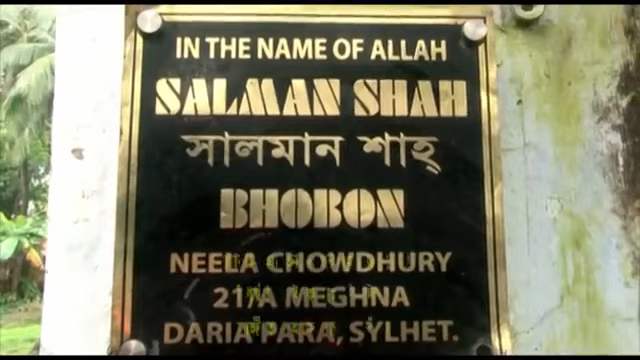 IN THE NAME OF ALLAH
SALMAN SHAH
সালমান শাহ্
BHOBON
NEELA CHOWDHURY
21/A MEGHNA
DARIA PARA, SYLHET.